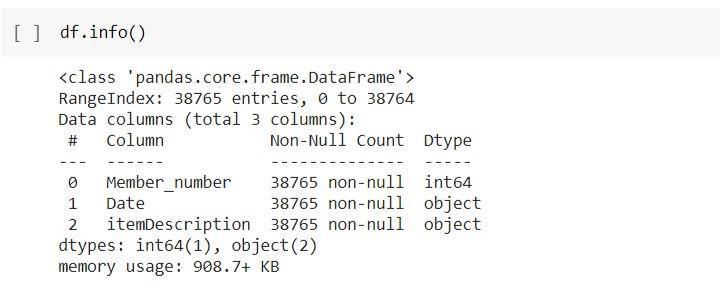 [ ] df.info()
<class 'pandas.core.frame.DataFrame'>
RangeIndex: 38765 entries, 0 to 38764
Data columns (total 3 columns):
 #   Column           Non-Null Count  Dtype
---  ------           --------------  -----
 0   Member_number    38765 non-null  int64
 1   Date             38765 non-null  object
 2   itemDescription  38765 non-null  object
dtypes: int64(1), object(2)
memory usage: 908.7+ KB